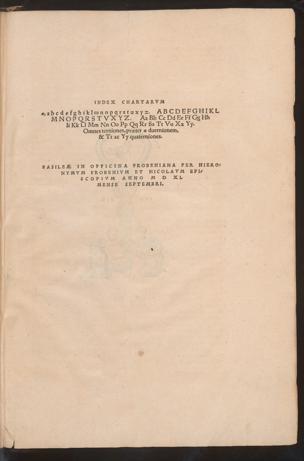 INDEX CHARTARVM
a, a b c d e f g h i k l m n o p q r s t u x y z. A B C D E F G H I K L
M N O P Q R S T V X Y Z. Aa Bb Cc Dd Ee Ff Gg Hh
Ii Kk Ll Mm Nn Oo Pp Qq Rr Ss Tt Vu Xx Yy.
Omnes terniones, præter a duernionem,
& Tt ac Yy quaterniones.
BASILEÆ IN OFFICINA FROBENIANA PER HIERO-
NYMVM FROBENIVM ET NICOLAVM EPI-
SCOPIVM ANNO M D XL
MENSE SEPTEMBRI.